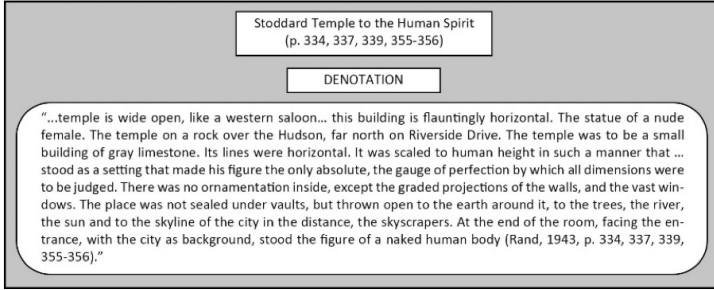 Stoddard Temple to the Human Spirit
(p. 334, 337, 339, 355-356)
DENOTATION
“...temple is wide open, like a western saloon... this building is flauntingly horizontal. The statue of a nude
female. The temple on a rock over the Hudson, far north on Riverside Drive. The temple was to be a small
building of gray limestone. Its lines were horizontal. It was scaled to human height in such a manner that ...
stood as a setting that made his figure the only absolute, the gauge of perfection by which all dimensions were
to be judged. There was no ornamentation inside, except the graded projections of the walls, and the vast win-
dows. The place was not sealed under vaults, but thrown open to the earth around it, to the trees, the river,
the sun and to the skyline of the city in the distance, the skyscrapers. At the end of the room, facing the en-
trance, with the city as background, stood the figure of a naked human body (Rand, 1943, p. 334, 337, 339,
355-356).”